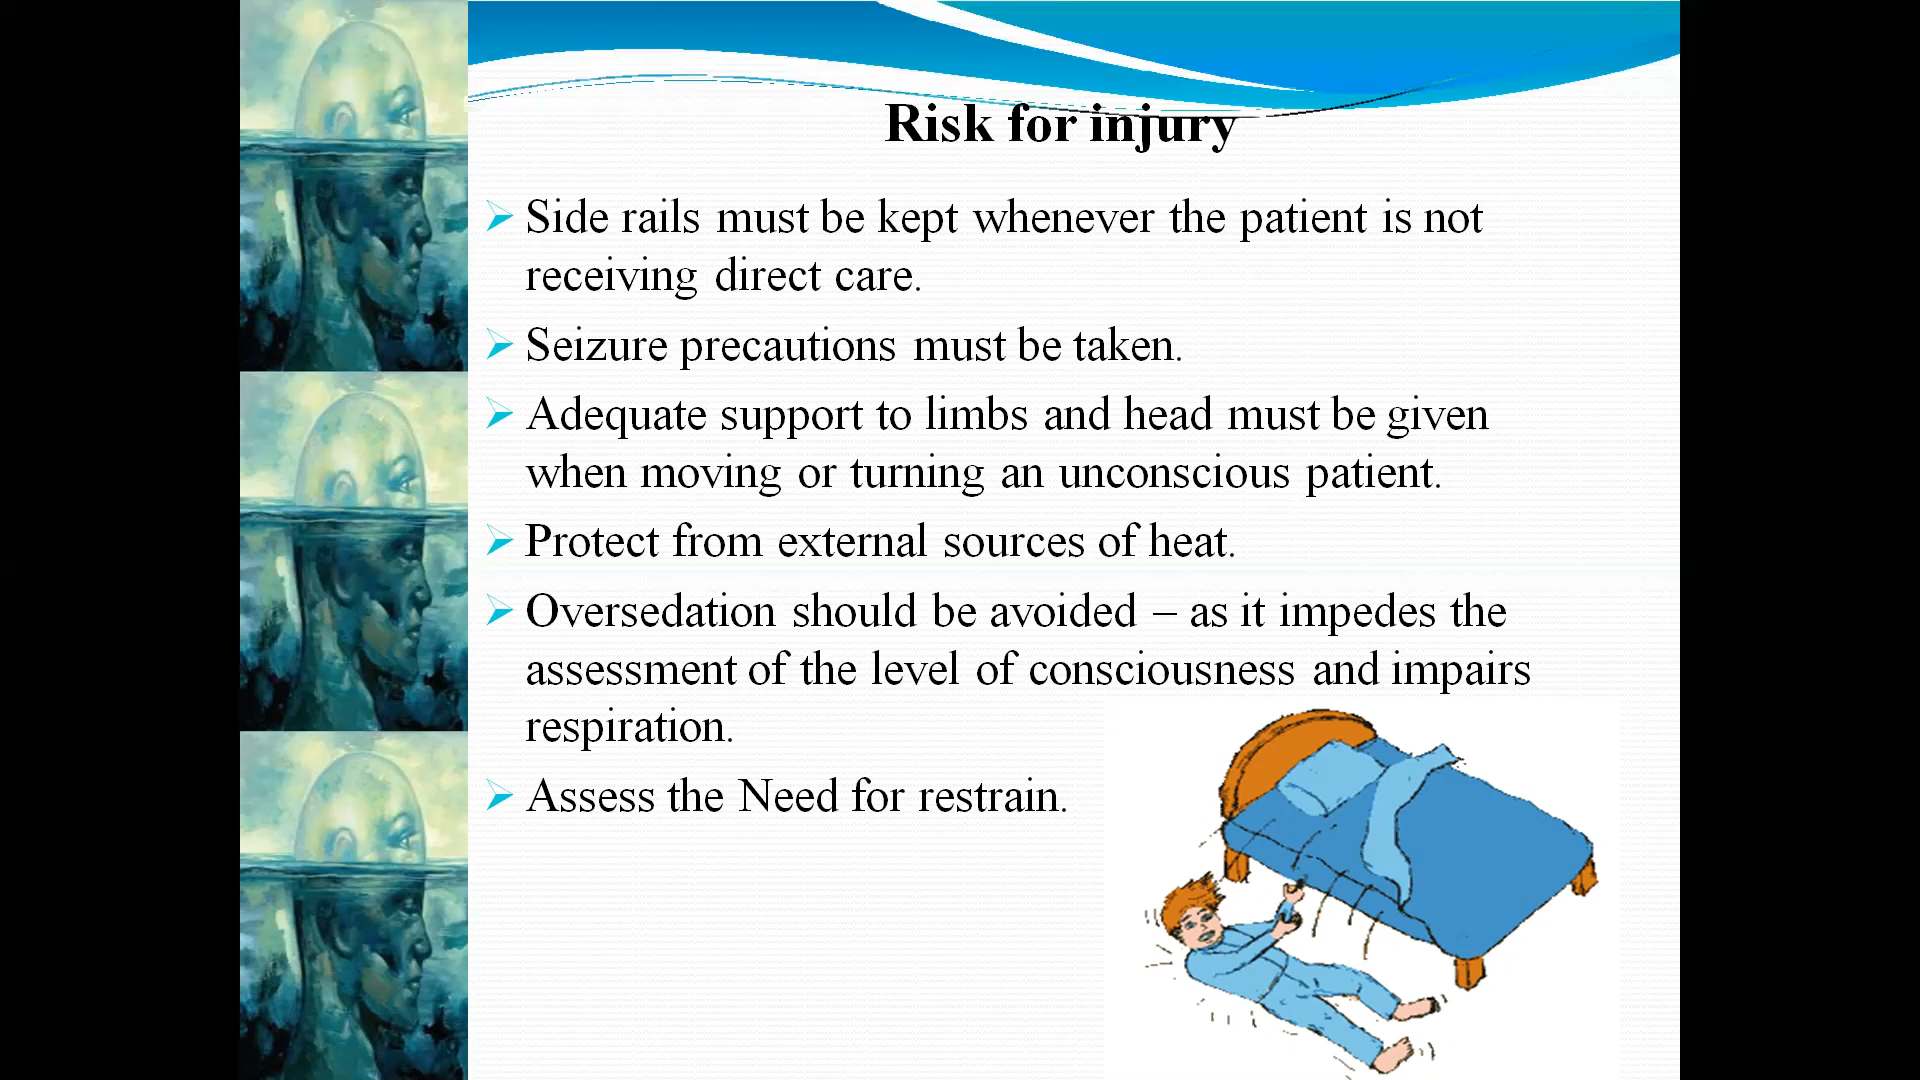 Risk for injury
Side rails must be kept whenever the patient is not
receiving direct care.
Seizure precautions must be taken.
Adequate support to limbs and head must be given
when moving or turning an unconscious patient.
Protect from external sources of heat.
Oversedation should be avoided – as it impedes the
assessment of the level of consciousness and impairs
respiration.
Assess the Need for restrain.